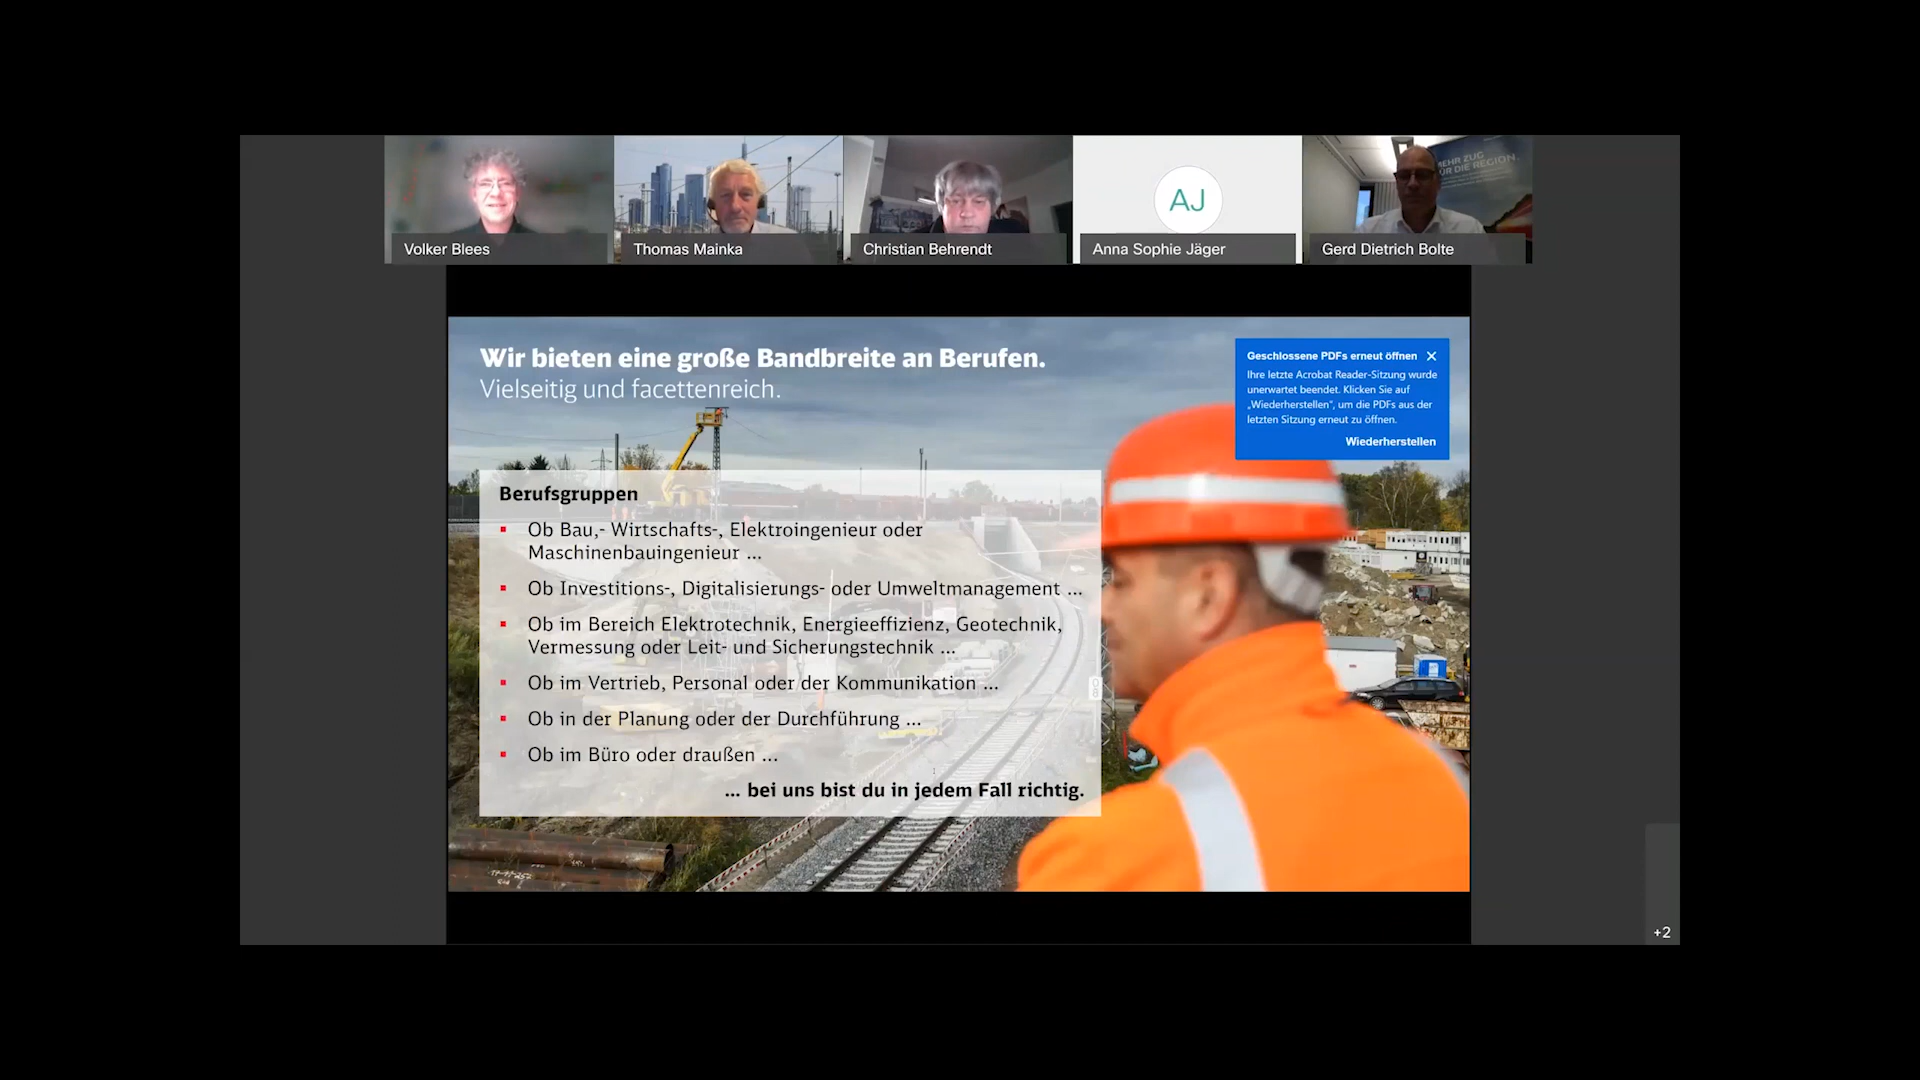 MEHR ZUG
FÜR DIE REGION.
AJ
Volker Blees
Thomas Mainka
Christian Behrendt
Anna Sophie Jäger
Gerd Dietrich Bolte
Wir bieten eine große Bandbreite an Berufen.
Vielseitig und facettenreich.
Geschlossene PDFs erneut öffnen
Ihre letzte Acrobat Reader-Sitzung wurde
unerwartet beendet. Klicken Sie auf
„Wiederherstellen“, um die PDFs aus der
letzten Sitzung erneut zu öffnen.
Wiederherstellen
Berufsgruppen
Ob Bau,- Wirtschafts-, Elektroingenieur oder
Maschinenbauingenieur ...
Ob Investitions-, Digitalisierungs- oder Umweltmanagement ...
Ob im Bereich Elektrotechnik, Energieeffizienz, Geotechnik,
Vermessung oder Leit- und Sicherungstechnik ...
Ob im Vertrieb, Personal oder der Kommunikation ...
Ob in der Planung oder der Durchführung ...
Ob im Büro oder draußen ...
... bei uns bist du in jedem Fall richtig.
+2